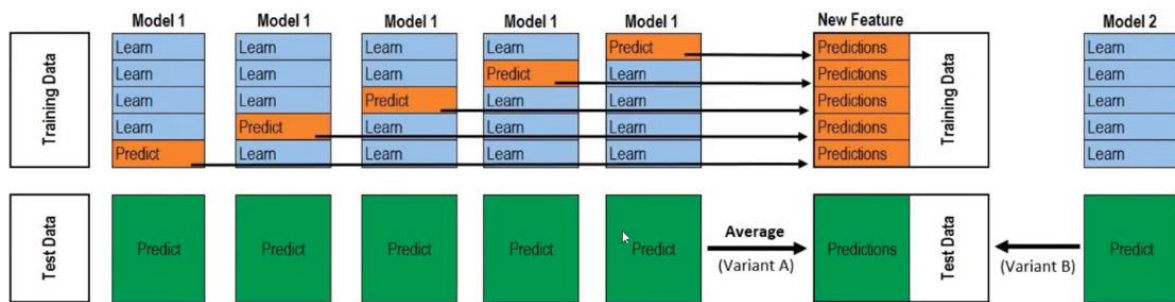 Model 1 Model 1 Model 1 Model 1 Model 1 New Feature Model 2
Training Data
Learn Learn Learn Learn Predict Predictions Learn
Learn Learn Learn Predict Learn Predictions Learn
Learn Learn Predict Learn Learn Predictions Learn
Learn Predict Learn Learn Learn Predictions Learn
Predict Learn Learn Learn Learn Predictions Learn
Training Data
Test Data
Predict Predict Predict Predict Predict
Average
(Variant A)
Predictions
Test Data
(Variant B)
Predict